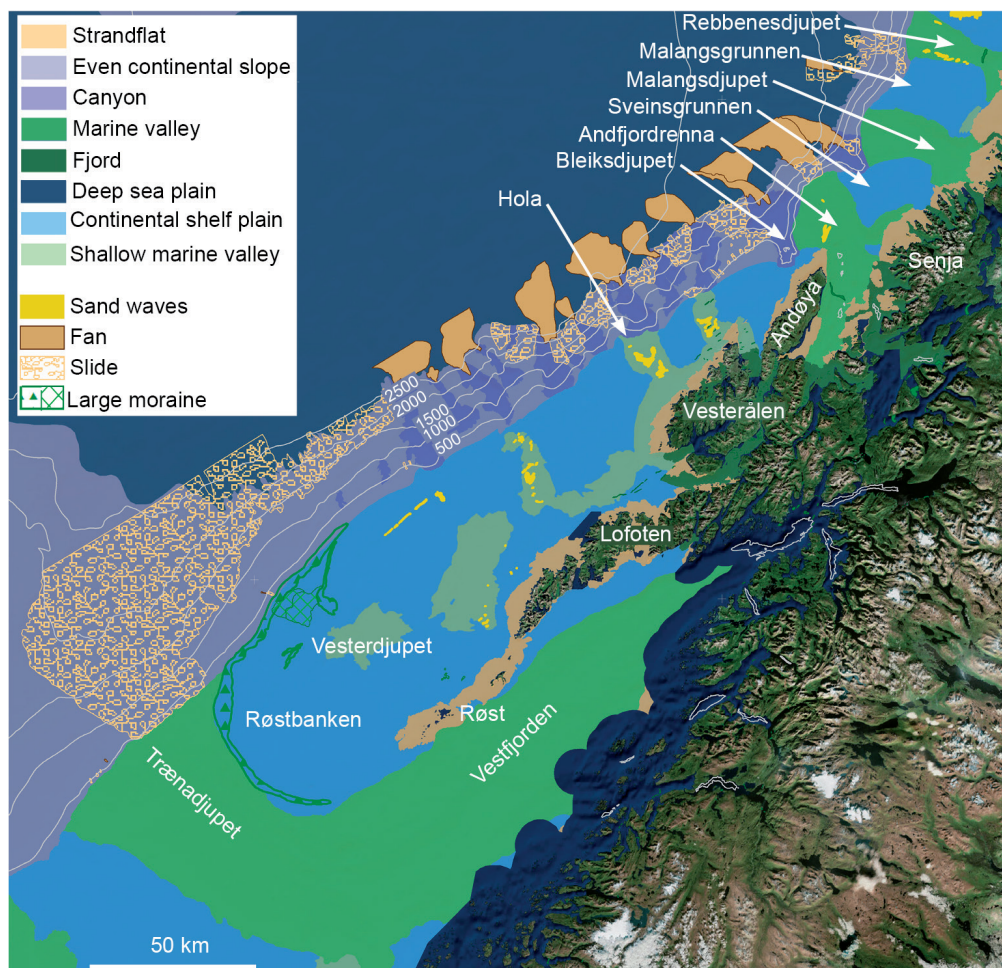 Strandflat
Even continental slope
Canyon
Marine valley
Fjord
Deep sea plain
Continental shelf plain
Shallow marine valley
Sand waves
Fan
Slide
Large moraine
Rebbenesdjupet
Malangsgrunnen
Malangsdjupet
Sveinsgrunnen
Andfjordrenna
Bleiksdjupet
Hola
Senja
Andøya
Vesterålen
2500
2000
1500
1000
500
Lofoten
Vesterdjupet
Røstbanken
Røst
Vestfjorden
Trænadjupet
50 km